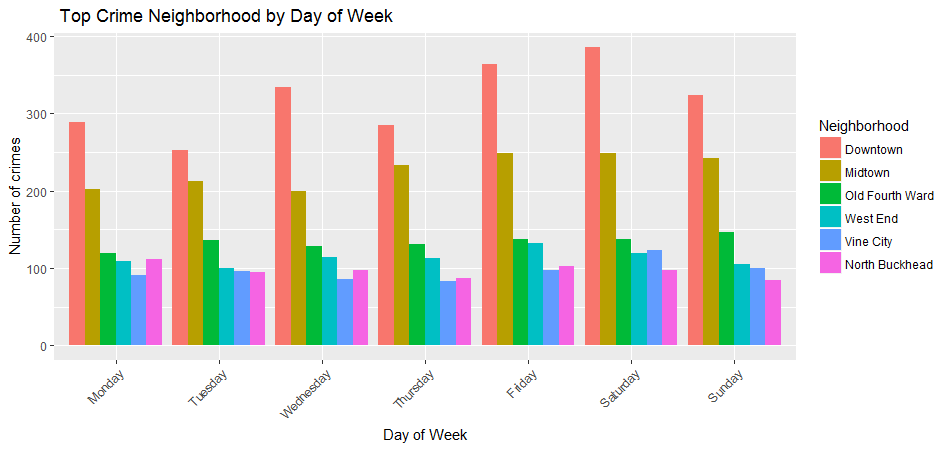 Top Crime Neighborhood by Day of Week
Number of crimes
400
300
200
100
0
Monday
Tuesday
Wednesday
Thursday
Friday
Saturday
Sunday
Day of Week
Neighborhood
Downtown
Midtown
Old Fourth Ward
West End
Vine City
North Buckhead